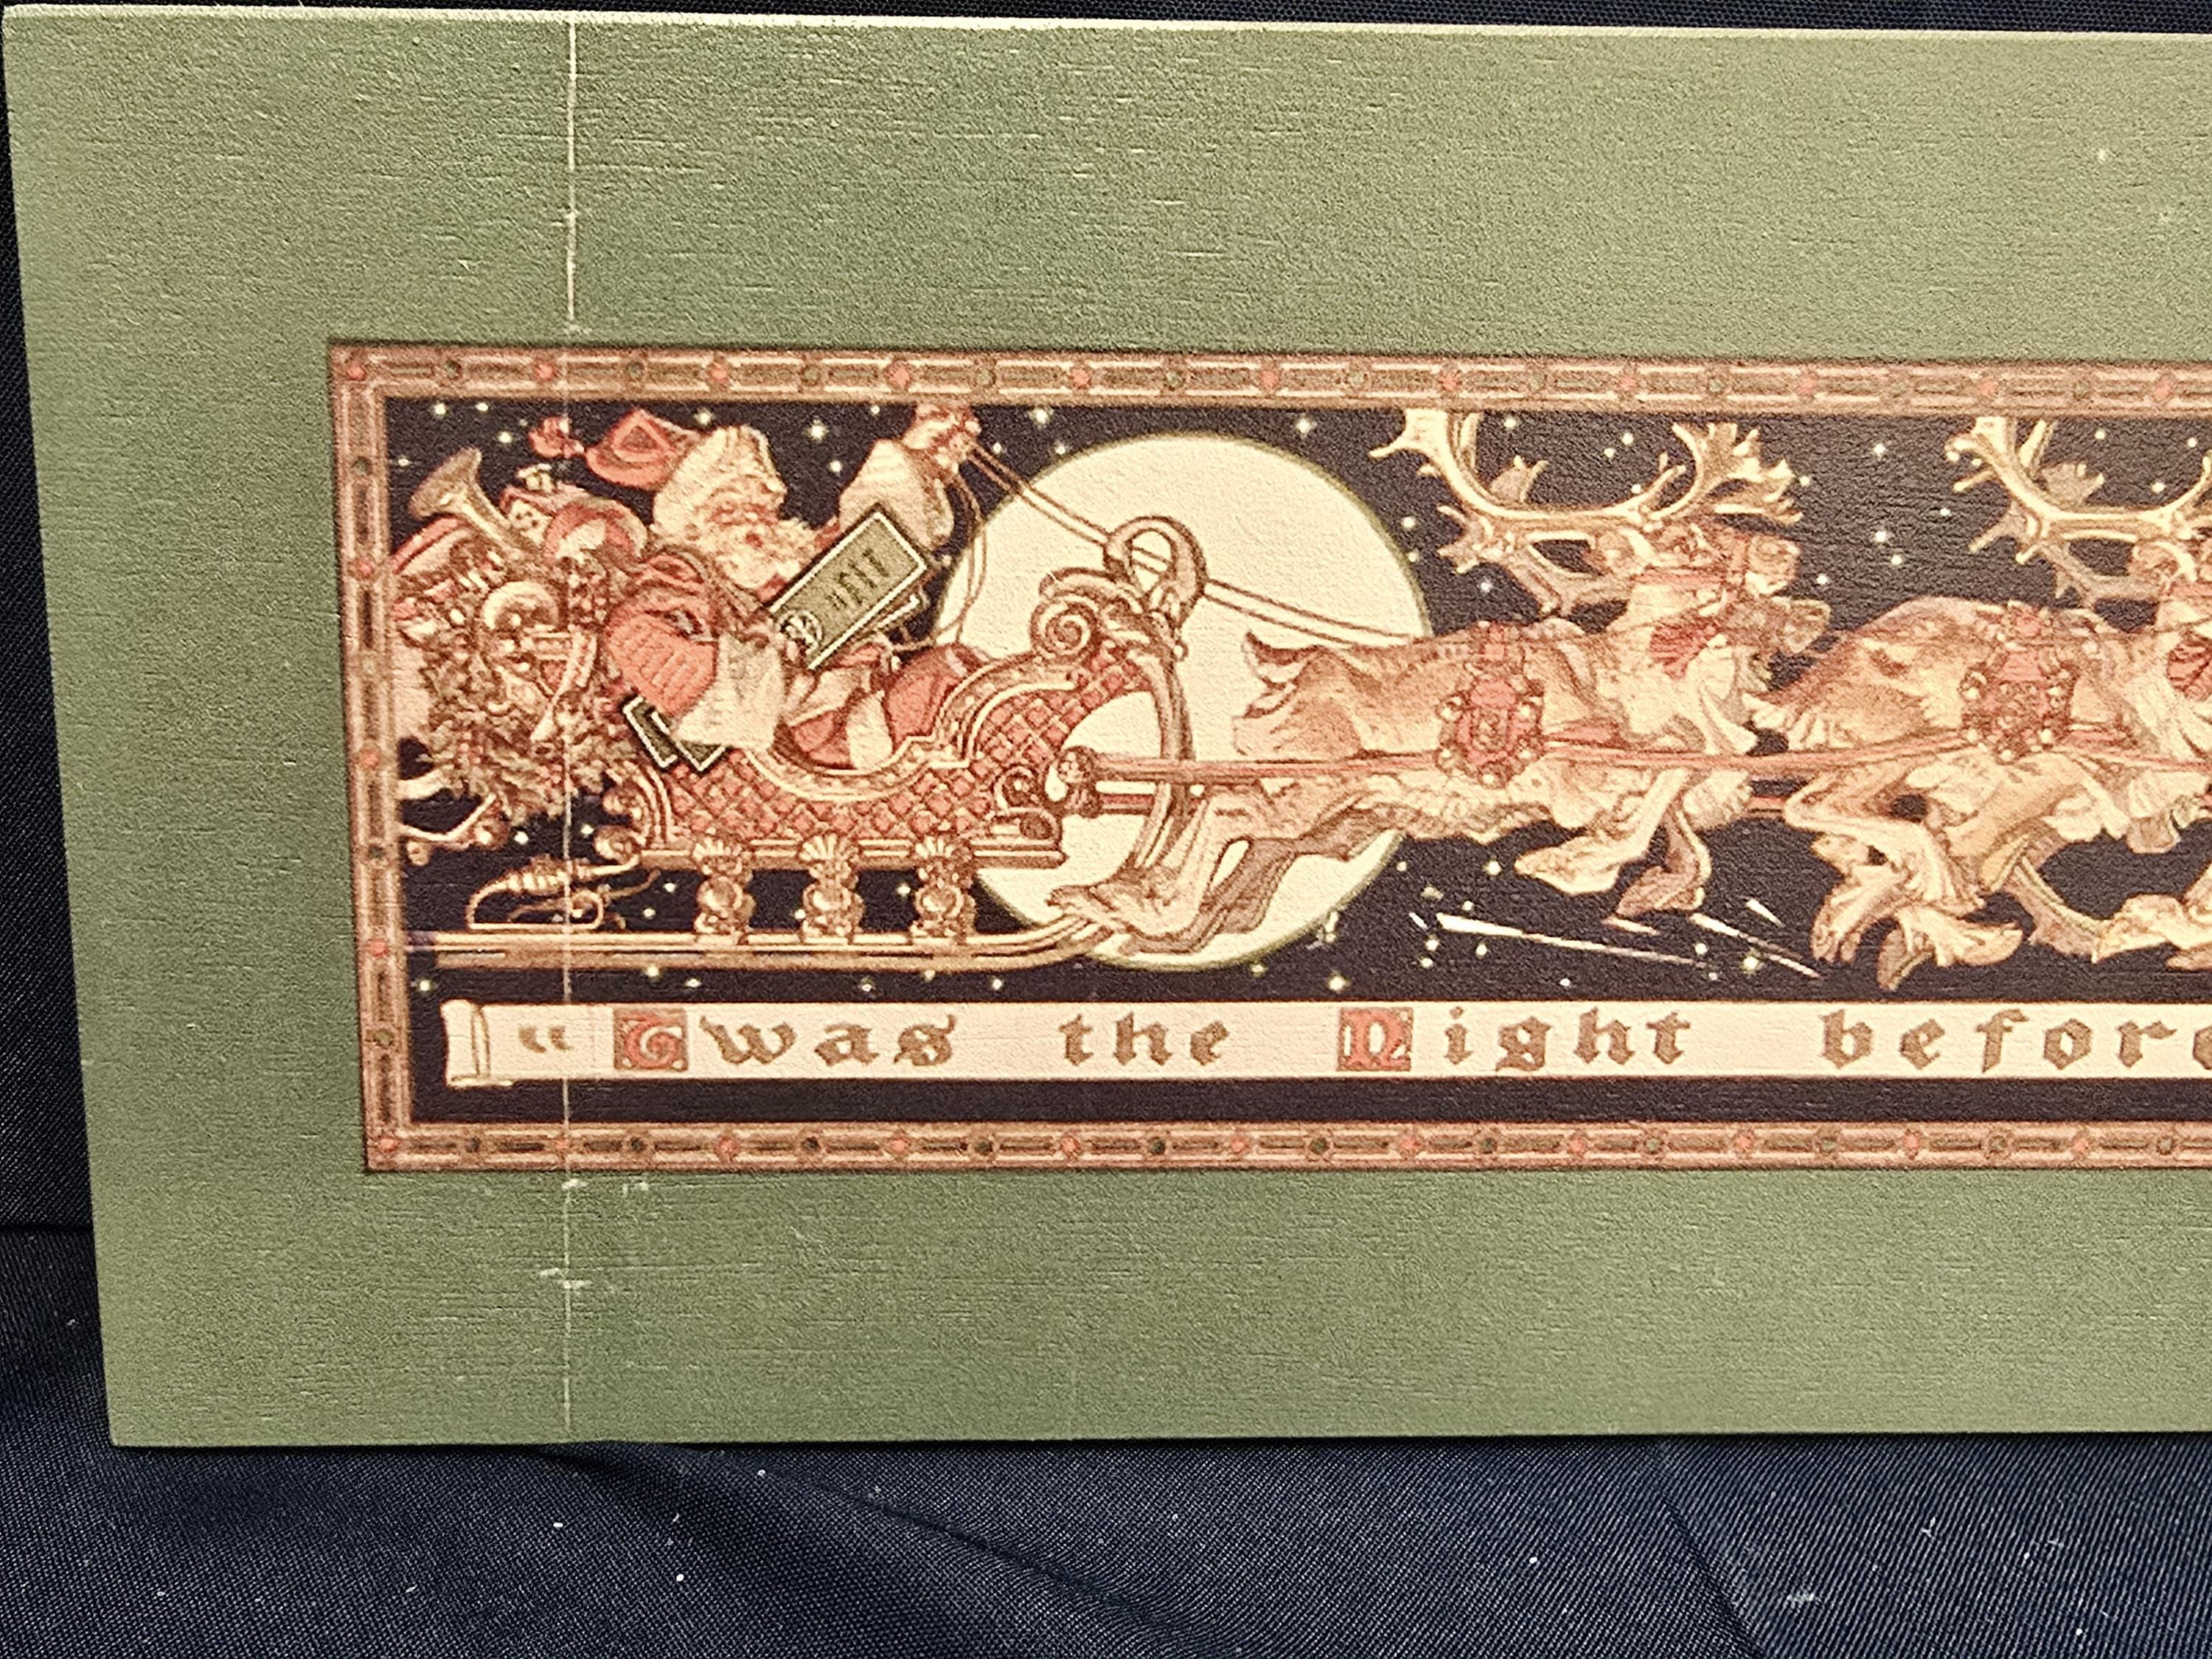 “ Twas the Night before